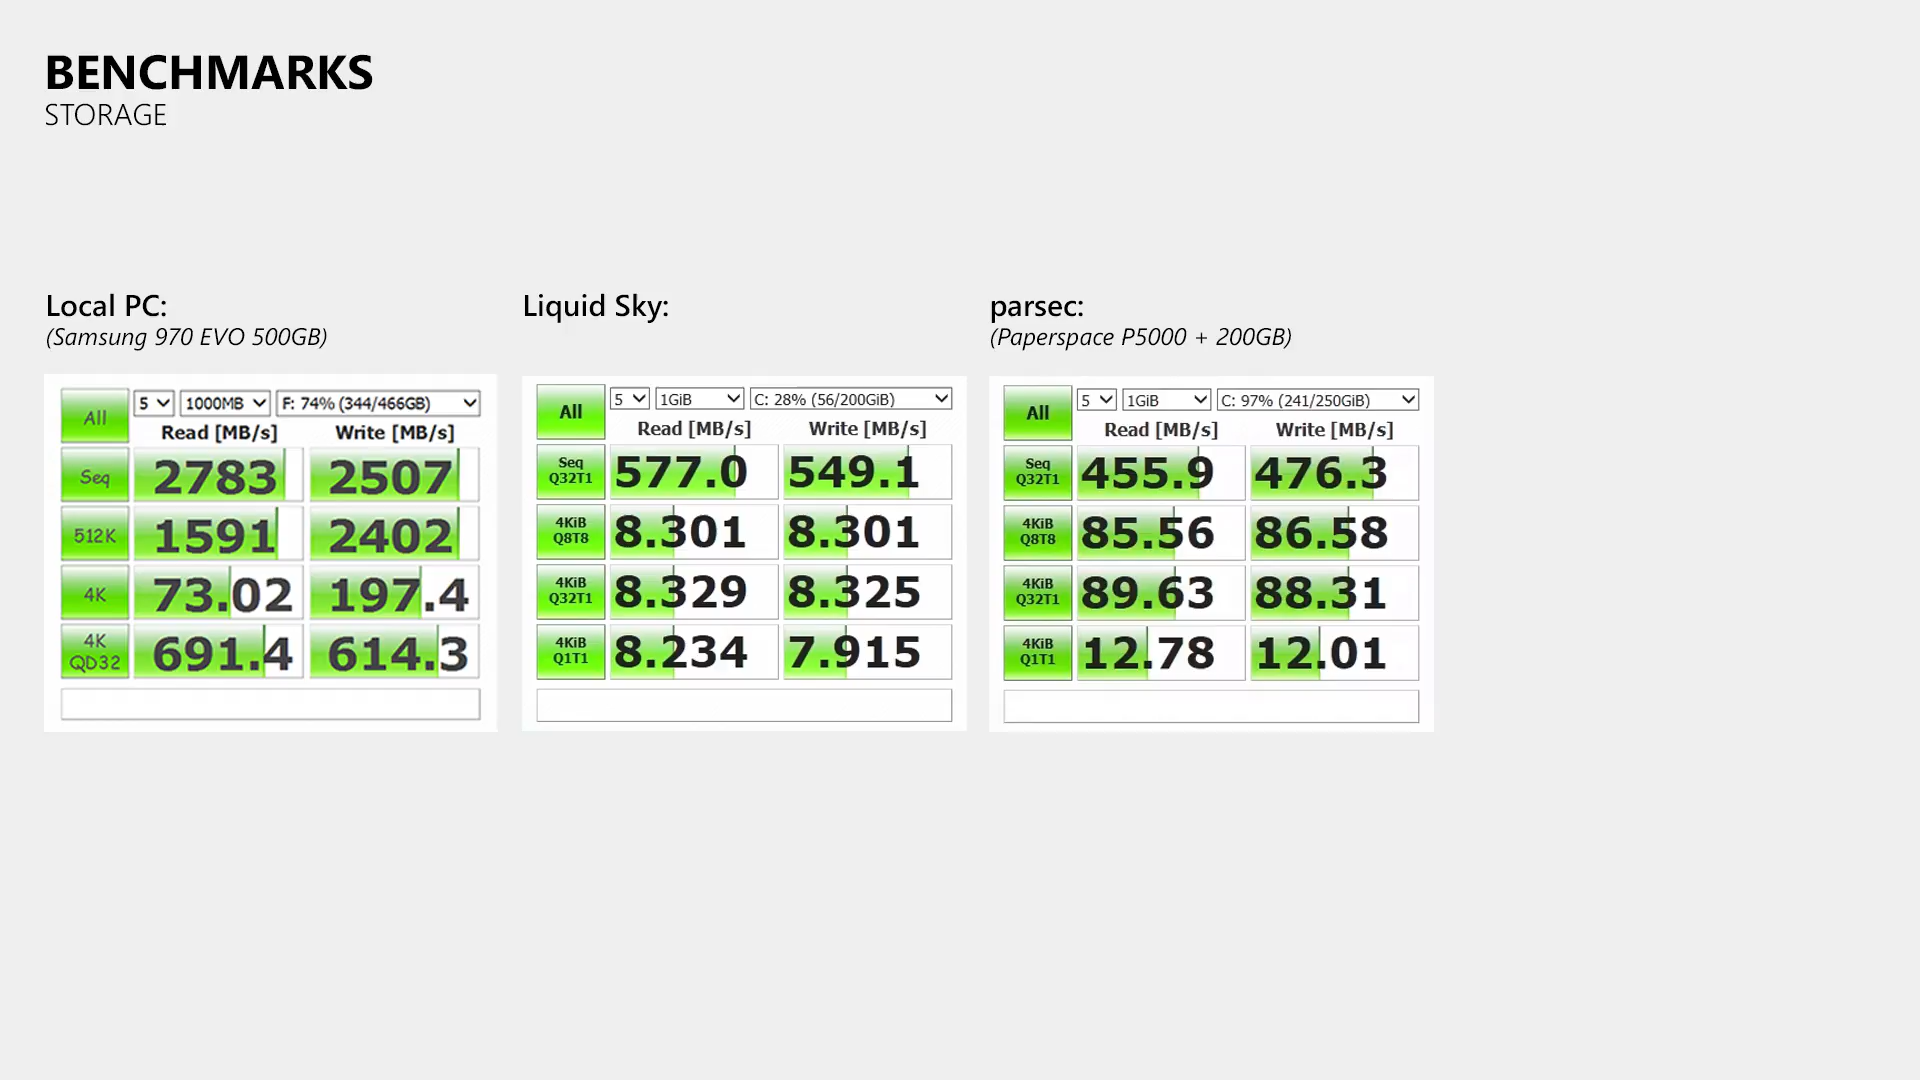 BENCHMARKS
STORAGE
Local PC:
(Samsung 970 EVO 500GB)
All 5 1000MB F: 74% (344/466GB)
Read [MB/s] Write [MB/s]
Seq 2783 2507
512K 1591 2402
4K 73.02 197.4
4K QD32 691.4 614.3
Liquid Sky:
All 5 1GiB C: 28% (56/200GiB)
Read [MB/s] Write [MB/s]
Seq Q32T1 577.0 549.1
4KiB Q8T8 8.301 8.301
4KiB Q32T1 8.329 8.325
4KiB Q1T1 8.234 7.915
parsec:
(Paperspace P5000 + 200GB)
All 5 1GiB C: 97% (241/250GiB)
Read [MB/s] Write [MB/s]
Seq Q32T1 455.9 476.3
4KiB Q8T8 85.56 86.58
4KiB Q32T1 89.63 88.31
4KiB Q1T1 12.78 12.01